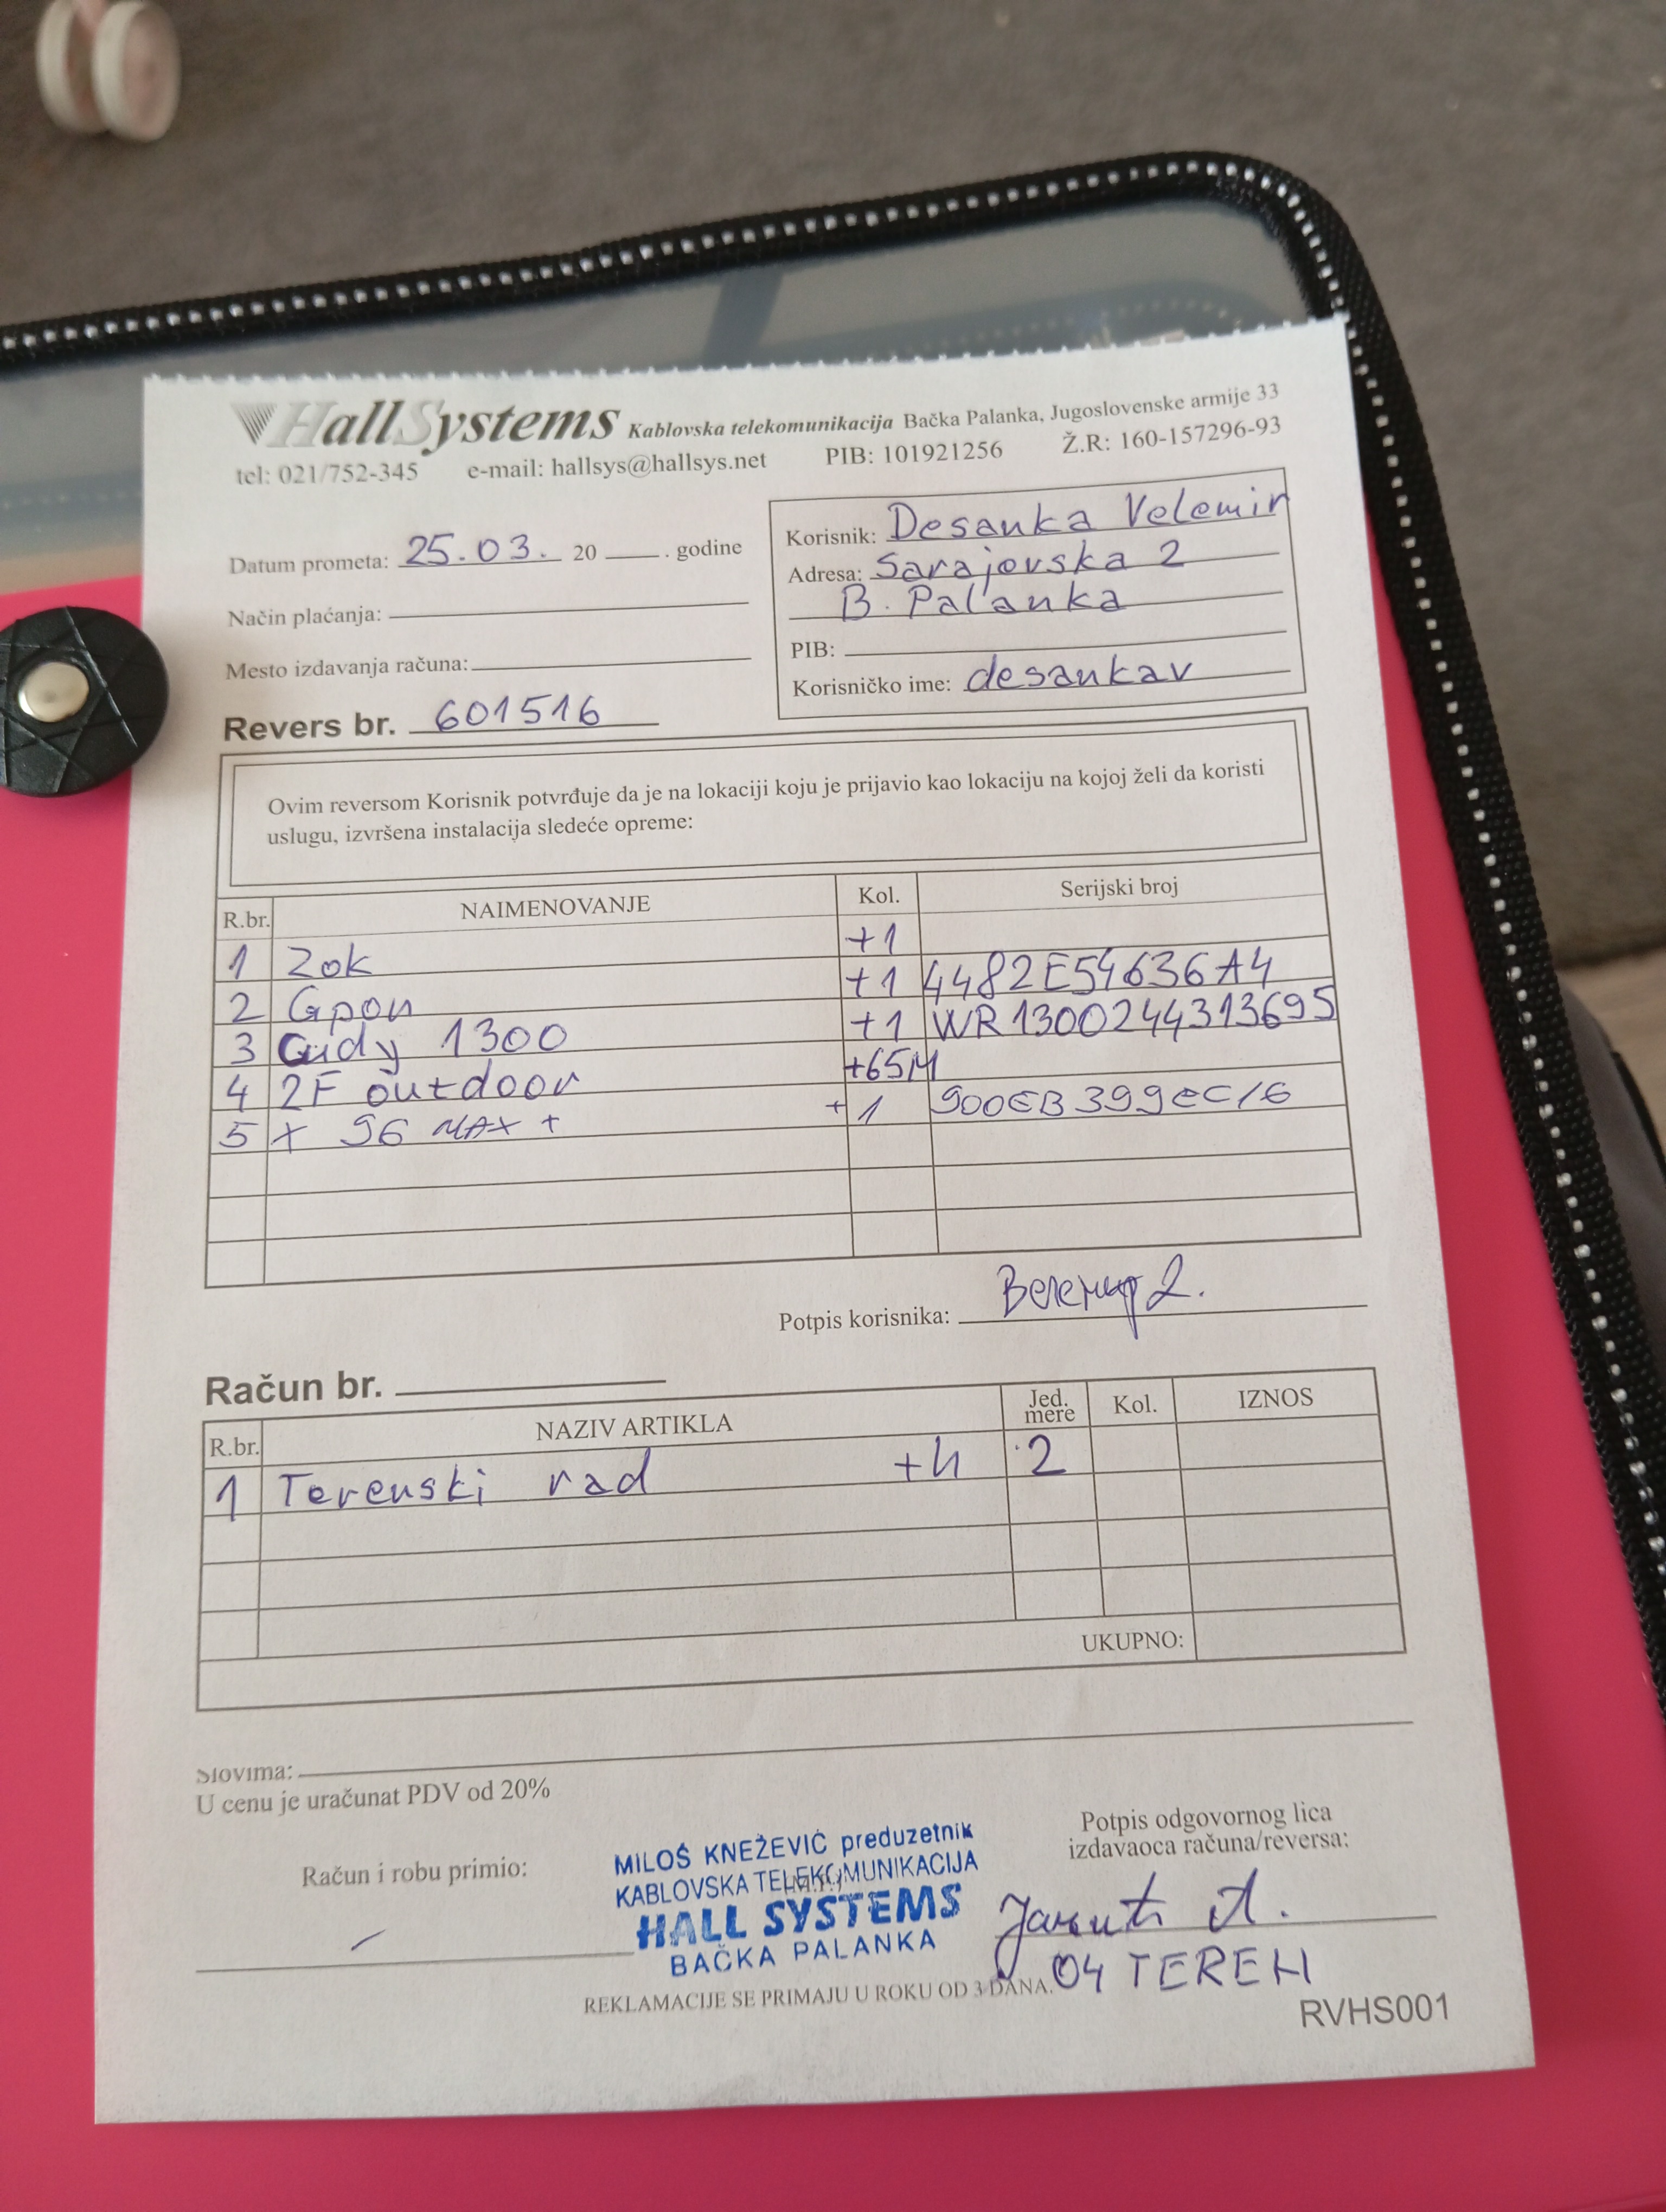 HallSystems Kablovska telekomunikacija Bačka Palanka, Jugoslovenske armije 33
tel: 021/752-345 e-mail: hallsys@hallsys.net PIB: 101921256 Ž.R: 160-157296-93
Datum prometa: 25.03. 20 . godine
Način plaćanja:
Mesto izdavanja računa:
Revers br. 601516
Korisnik: Desanka Velemir
Adresa: Sarajevska 2
B. Palanka
PIB:
Korisničko ime: desankav
Ovim reversom Korisnik potvrđuje da je na lokaciji koju je prijavio kao lokaciju na kojoj želi da koristi
uslugu, izvršena instalacija sledeće opreme:
R.br. NAIMENOVANJE Kol. Serijski broj
1 Zok +1
2 Gpon +1 4482E54636A4
3 Cudy 1300 +1 WR1300244313695
4 2F outdoor +65M
5 X 96 MAX + +1 900EB399EC16
Potpis korisnika: Велемир Д.
Račun br.
R.br. NAZIV ARTIKLA Jed. mere Kol. IZNOS
1 Terenski rad +h 2
UKUPNO:
Slovima:
U cenu je uračunat PDV od 20%
Račun i robu primio:
MILOŠ KNEŽEVIĆ preduzetnik
KABLOVSKA TELEKOMUNIKACIJA
HALL SYSTEMS
BAČKA PALANKA
Potpis odgovornog lica
izdavaoca računa/reversa:
04 TEREN
REKLAMACIJE SE PRIMAJU U ROKU OD 3 DANA.
RVHS001